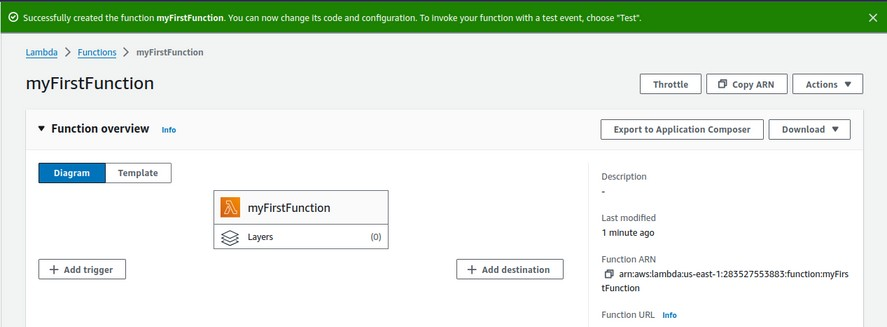 Successfully created the function myFirstFunction. You can now change its code and configuration. To invoke your function with a test event, choose "Test".
Lambda > Functions > myFirstFunction
myFirstFunction
Throttle
Copy ARN
Actions
Function overview Info
Export to Application Composer
Download
Diagram
Template
myFirstFunction
Layers (0)
+ Add trigger
+ Add destination
Description
-
Last modified
1 minute ago
Function ARN
arn:aws:lambda:us-east-1:283527553883:function:myFirs
tFunction
Function URL Info